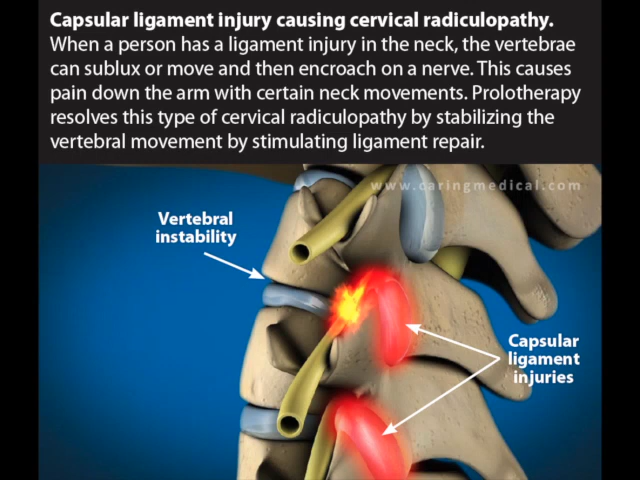 Capsular ligament injury causing cervical radiculopathy.
When a person has a ligament injury in the neck, the vertebrae
can sublux or move and then encroach on a nerve. This causes
pain down the arm with certain neck movements. Prolotherapy
resolves this type of cervical radiculopathy by stabilizing the
vertebral movement by stimulating ligament repair.
www.caringmedical.com
Vertebral
instability
Capsular
ligament
injuries